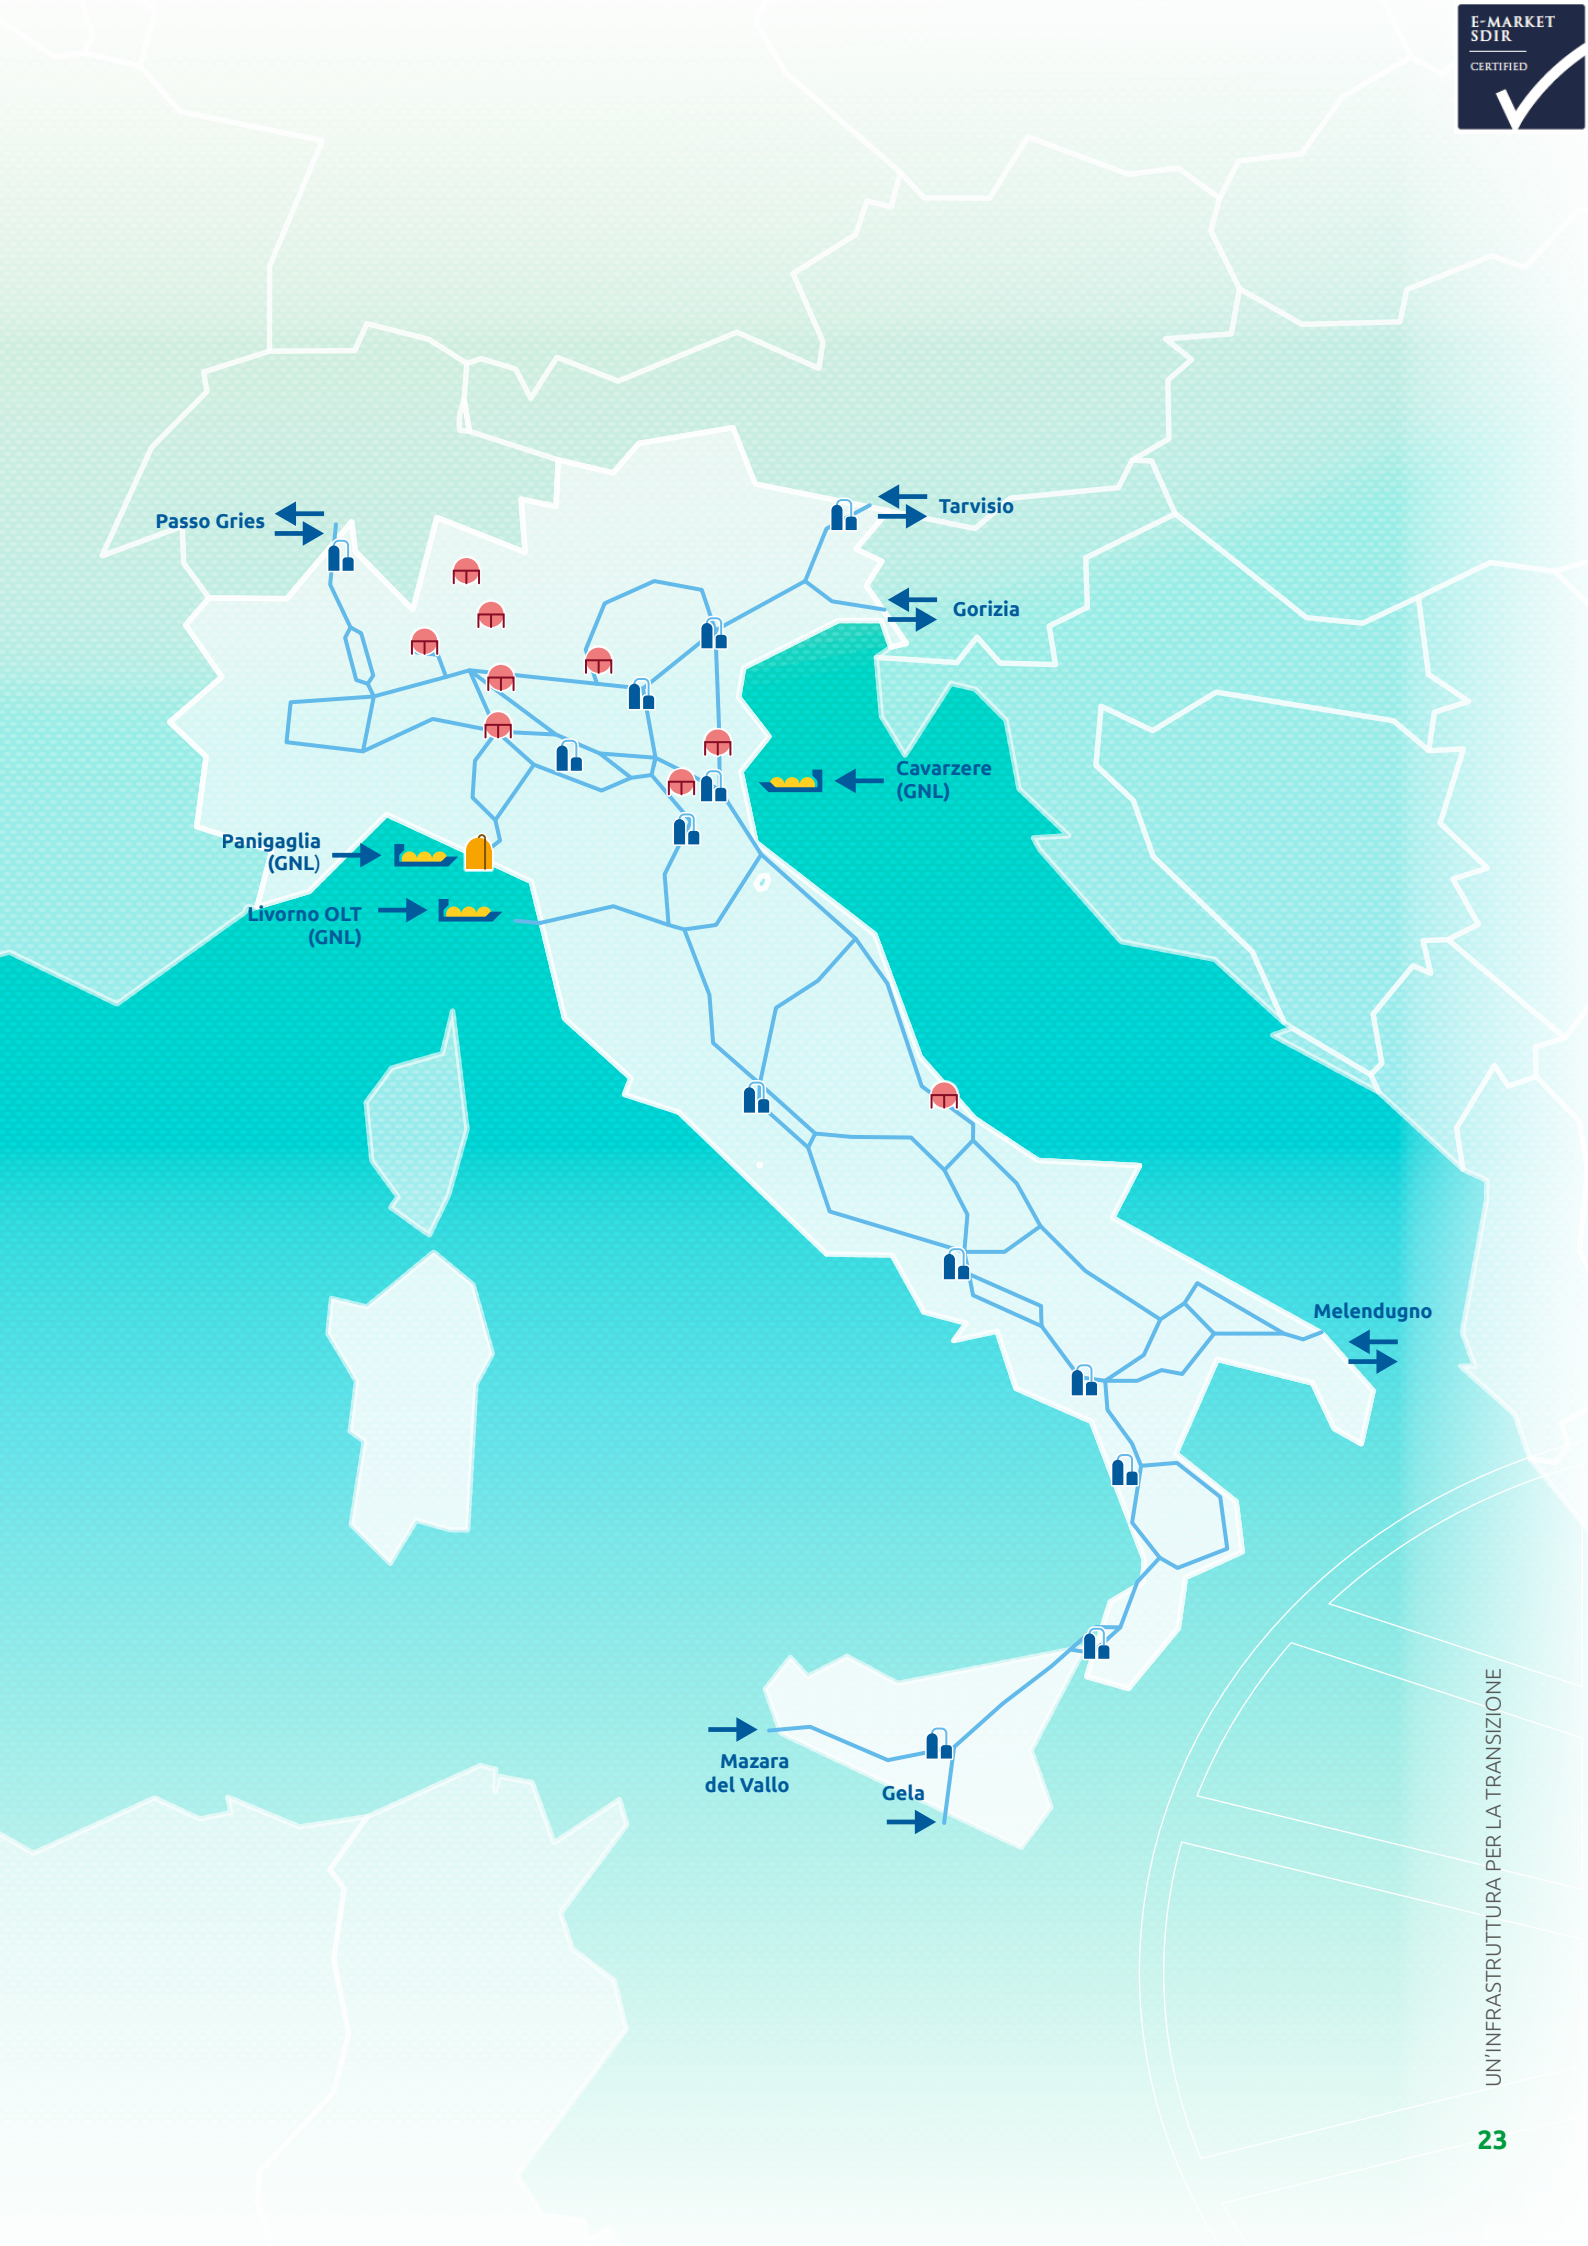 E-MARKET
SDIR
CERTIFIED
Tarvisio
Passo Gries
Gorizia
Cavarzere
(GNL)
Panigaglia
(GNL)
Livorno OLT
(GNL)
Melendugno
Mazara
del Vallo
Gela
UN'INFRASTRUTTURA PER LA TRANSIZIONE
23